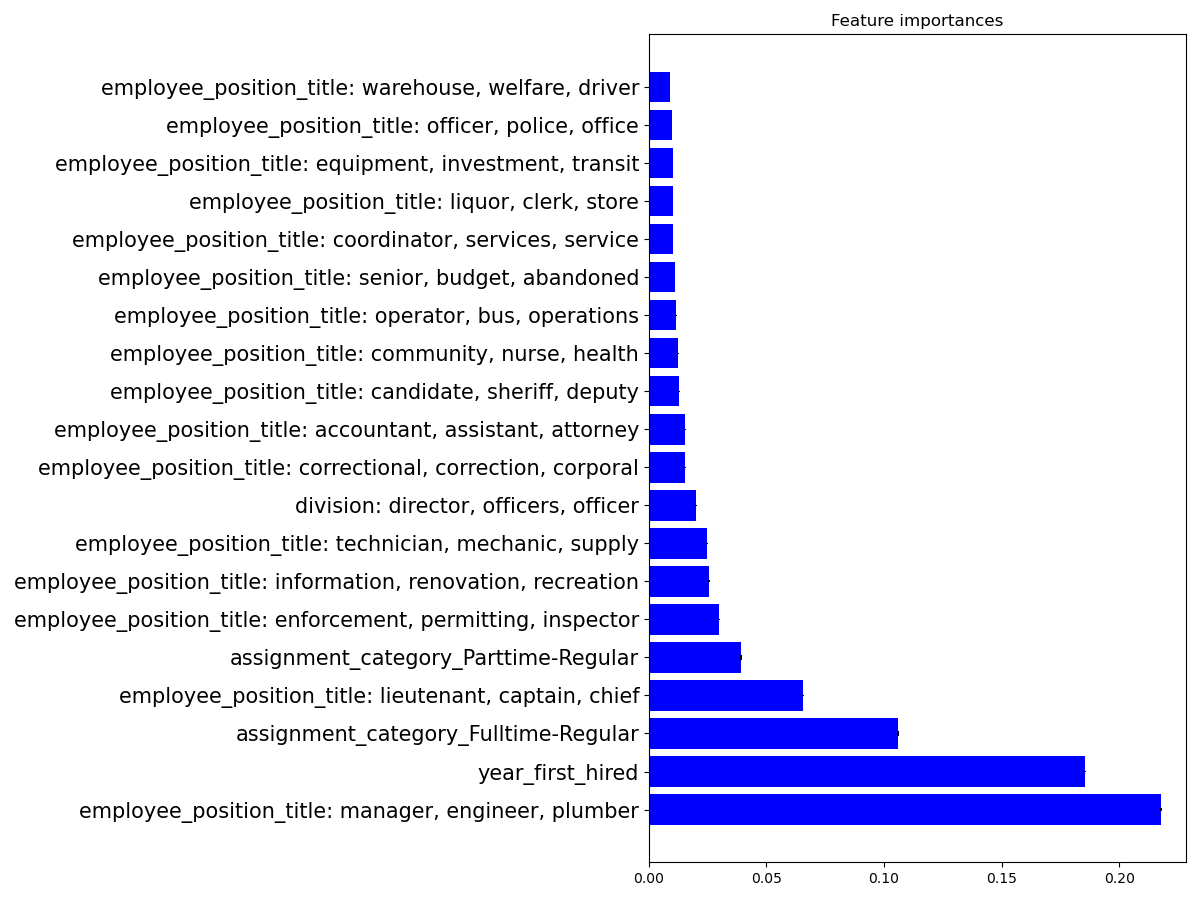 Feature importances
employee_position_title: warehouse, welfare, driver
employee_position_title: officer, police, office
employee_position_title: equipment, investment, transit
employee_position_title: liquor, clerk, store
employee_position_title: coordinator, services, service
employee_position_title: senior, budget, abandoned
employee_position_title: operator, bus, operations
employee_position_title: community, nurse, health
employee_position_title: candidate, sheriff, deputy
employee_position_title: accountant, assistant, attorney
employee_position_title: correctional, correction, corporal
division: director, officers, officer
employee_position_title: technician, mechanic, supply
employee_position_title: information, renovation, recreation
employee_position_title: enforcement, permitting, inspector
assignment_category_Parttime-Regular
employee_position_title: lieutenant, captain, chief
assignment_category_Fulltime-Regular
year_first_hired
employee_position_title: manager, engineer, plumber
0.00 0.05 0.10 0.15 0.20